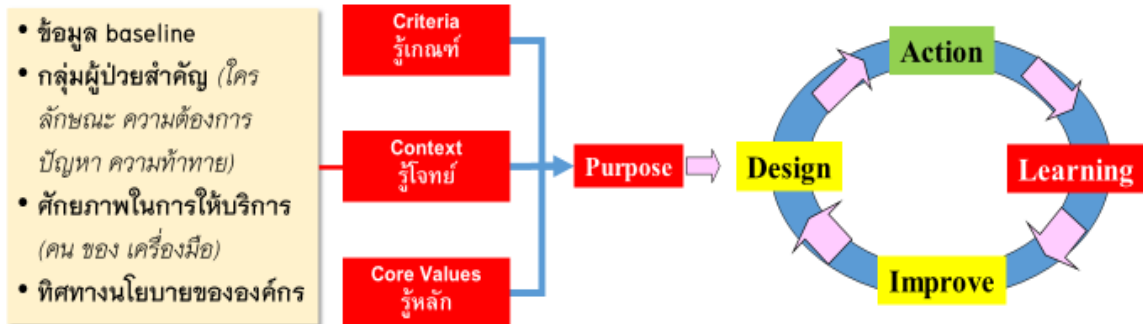 • ข้อมูล baseline
• กลุ่มผู้ป่วยสำคัญ (ใคร
ลักษณะ ความต้องการ
ปัญหา ความท้าทาย)
• ศักยภาพในการให้บริการ
(คน ของ เครื่องมือ)
• ทิศทางนโยบายขององค์กร
Criteria
รู้เกณฑ์
Context
รู้โจทย์
Core Values
รู้หลัก
Purpose
Design
Action
Learning
Improve